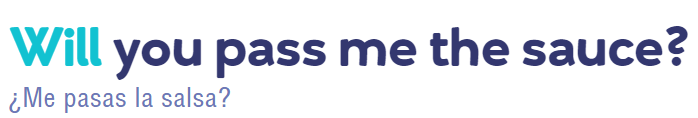 Will you pass me the sauce?
¿Me pasas la salsa?